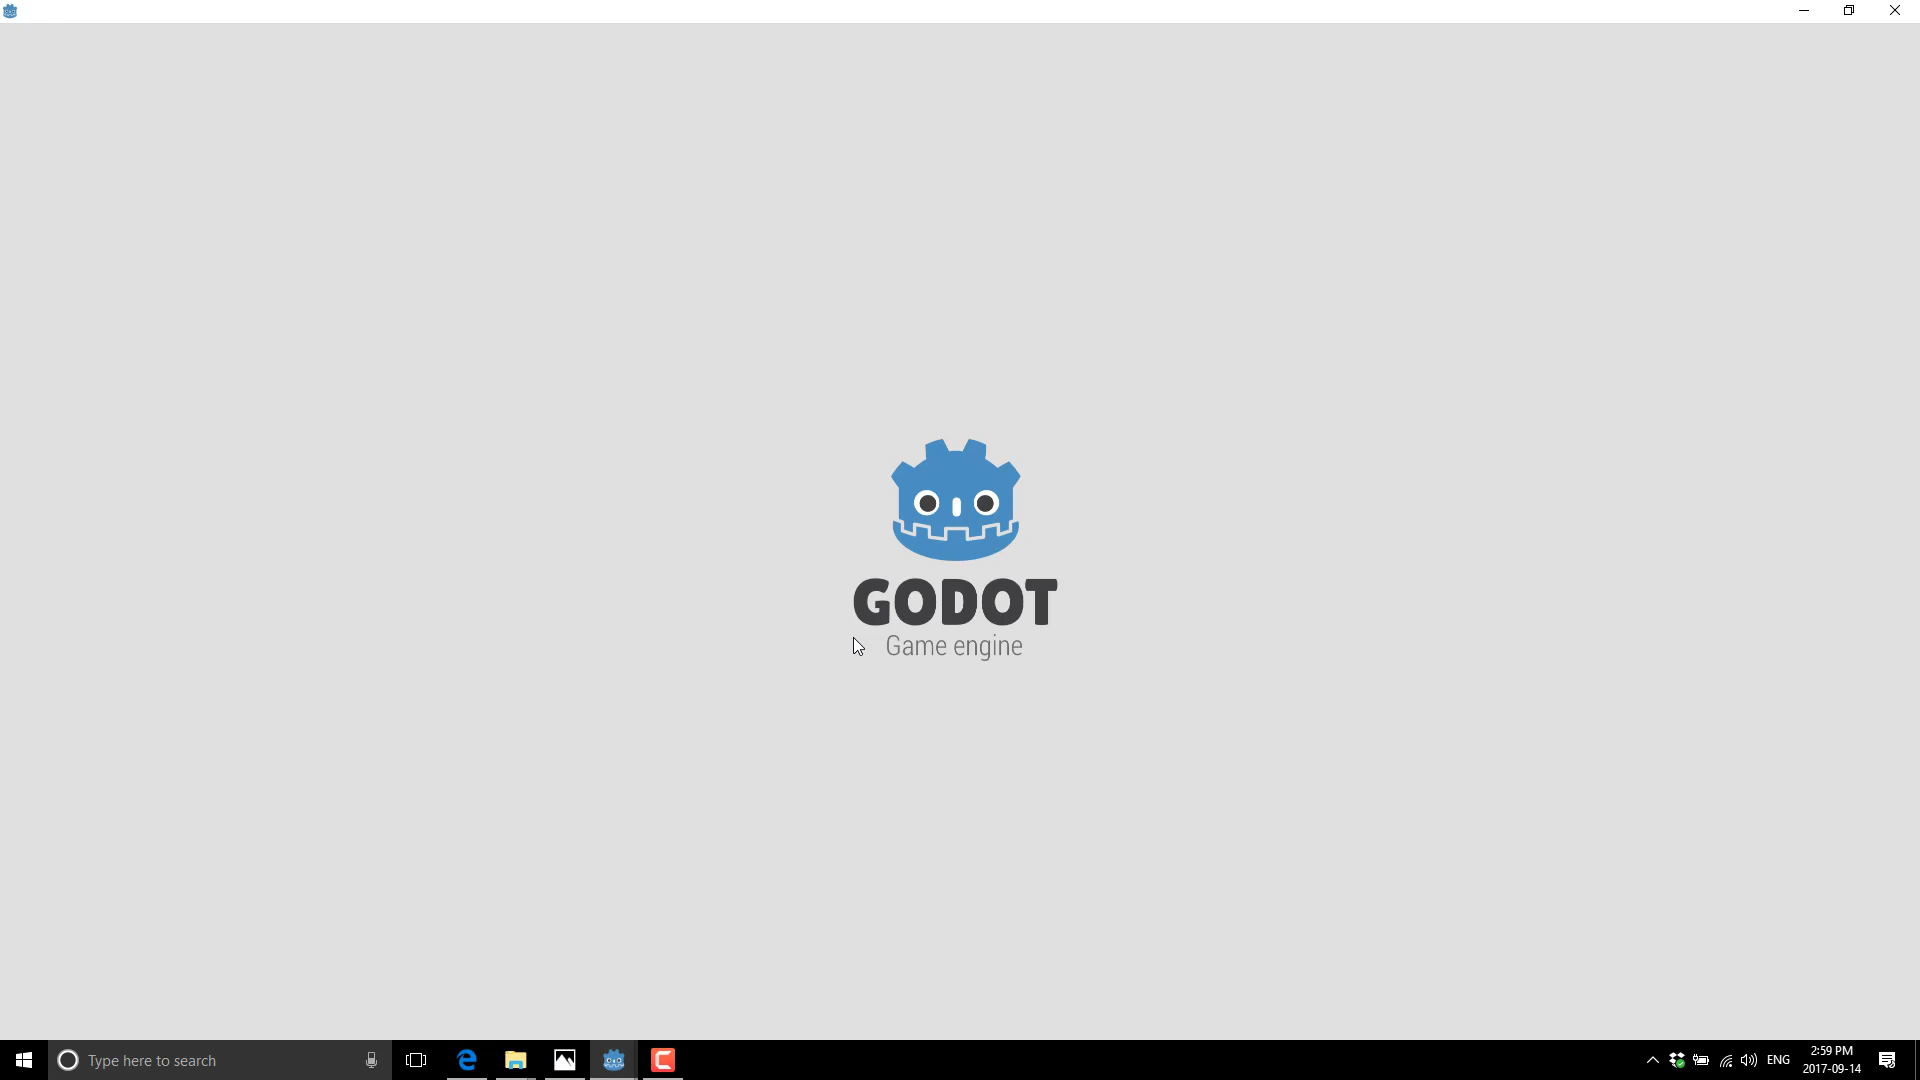 GODOT
Game engine
Type here to search
ENG
2:59 PM
2017-09-14